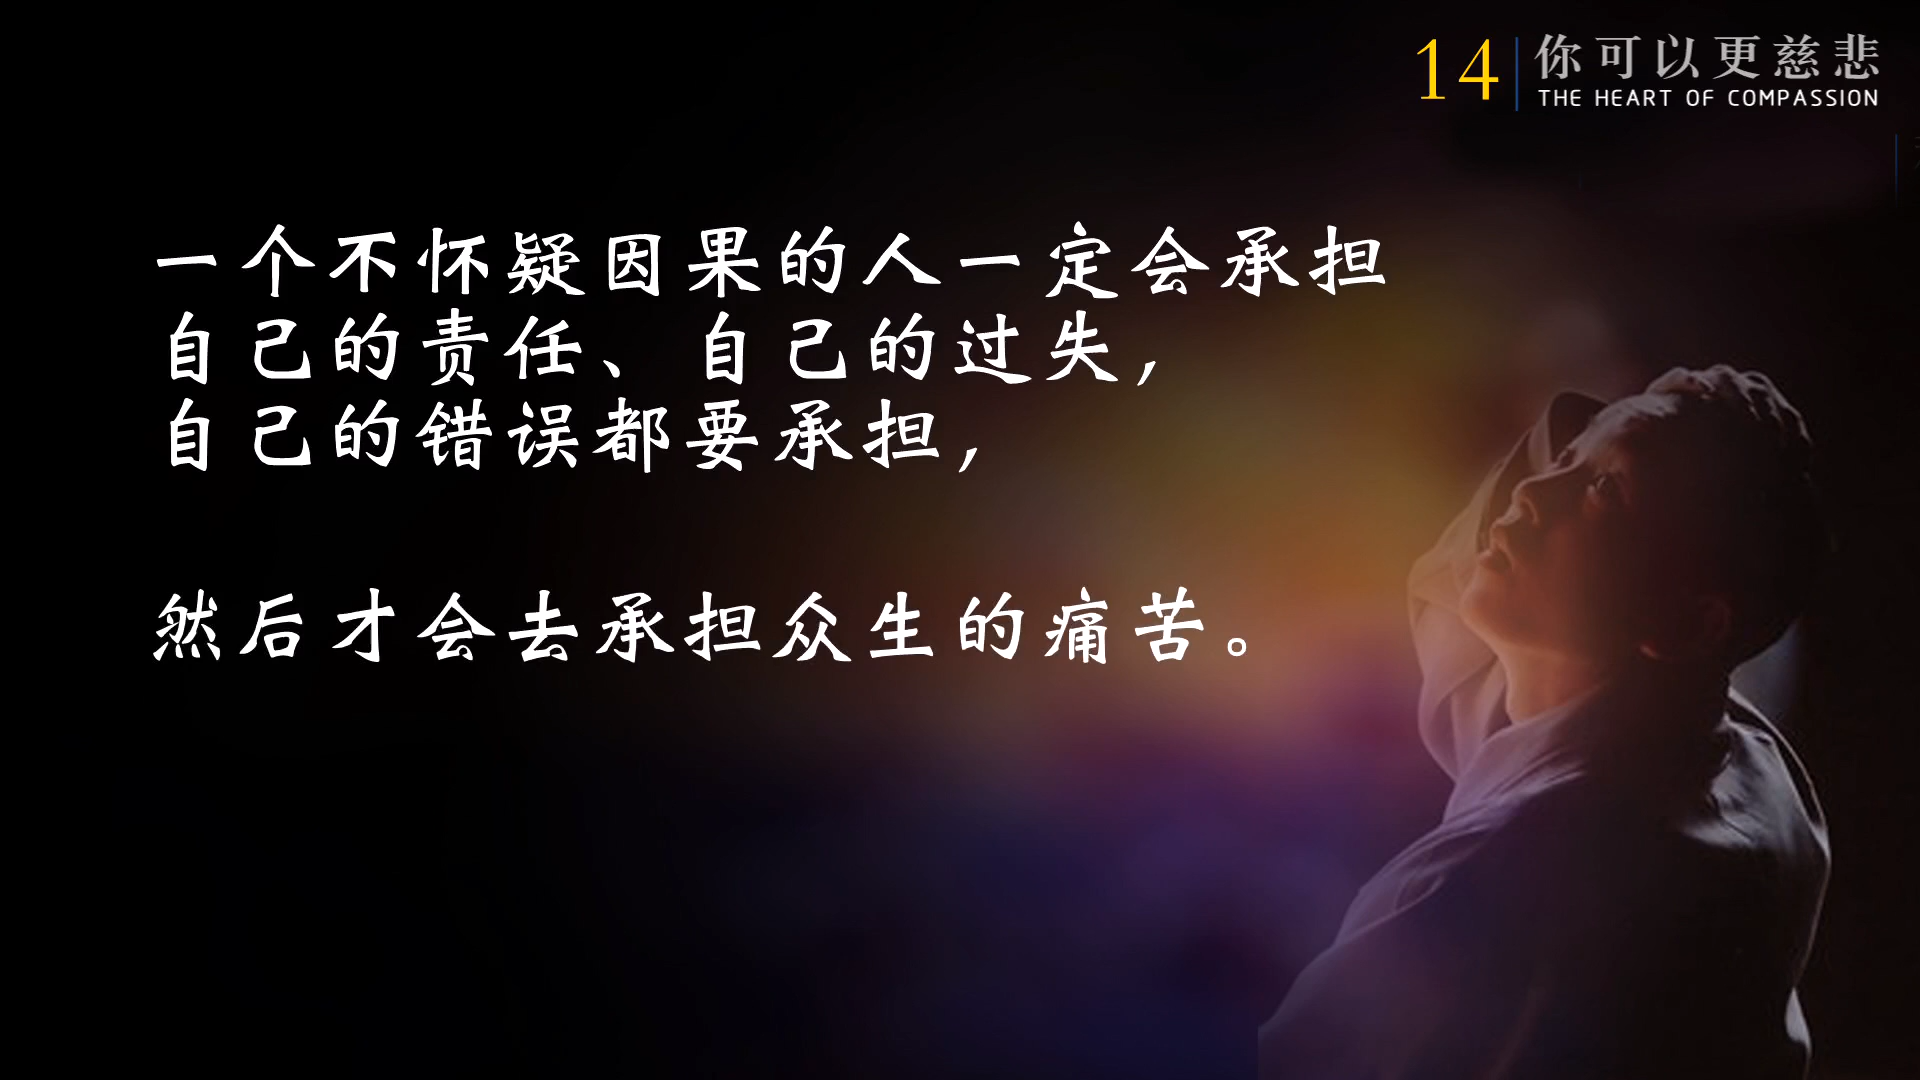 14
你可以更慈悲
THE HEART OF COMPASSION
一个不怀疑因果的人一定会承担
自己的责任、自己的过失，
自己的错误都要承担，
然后才会去承担众生的痛苦。